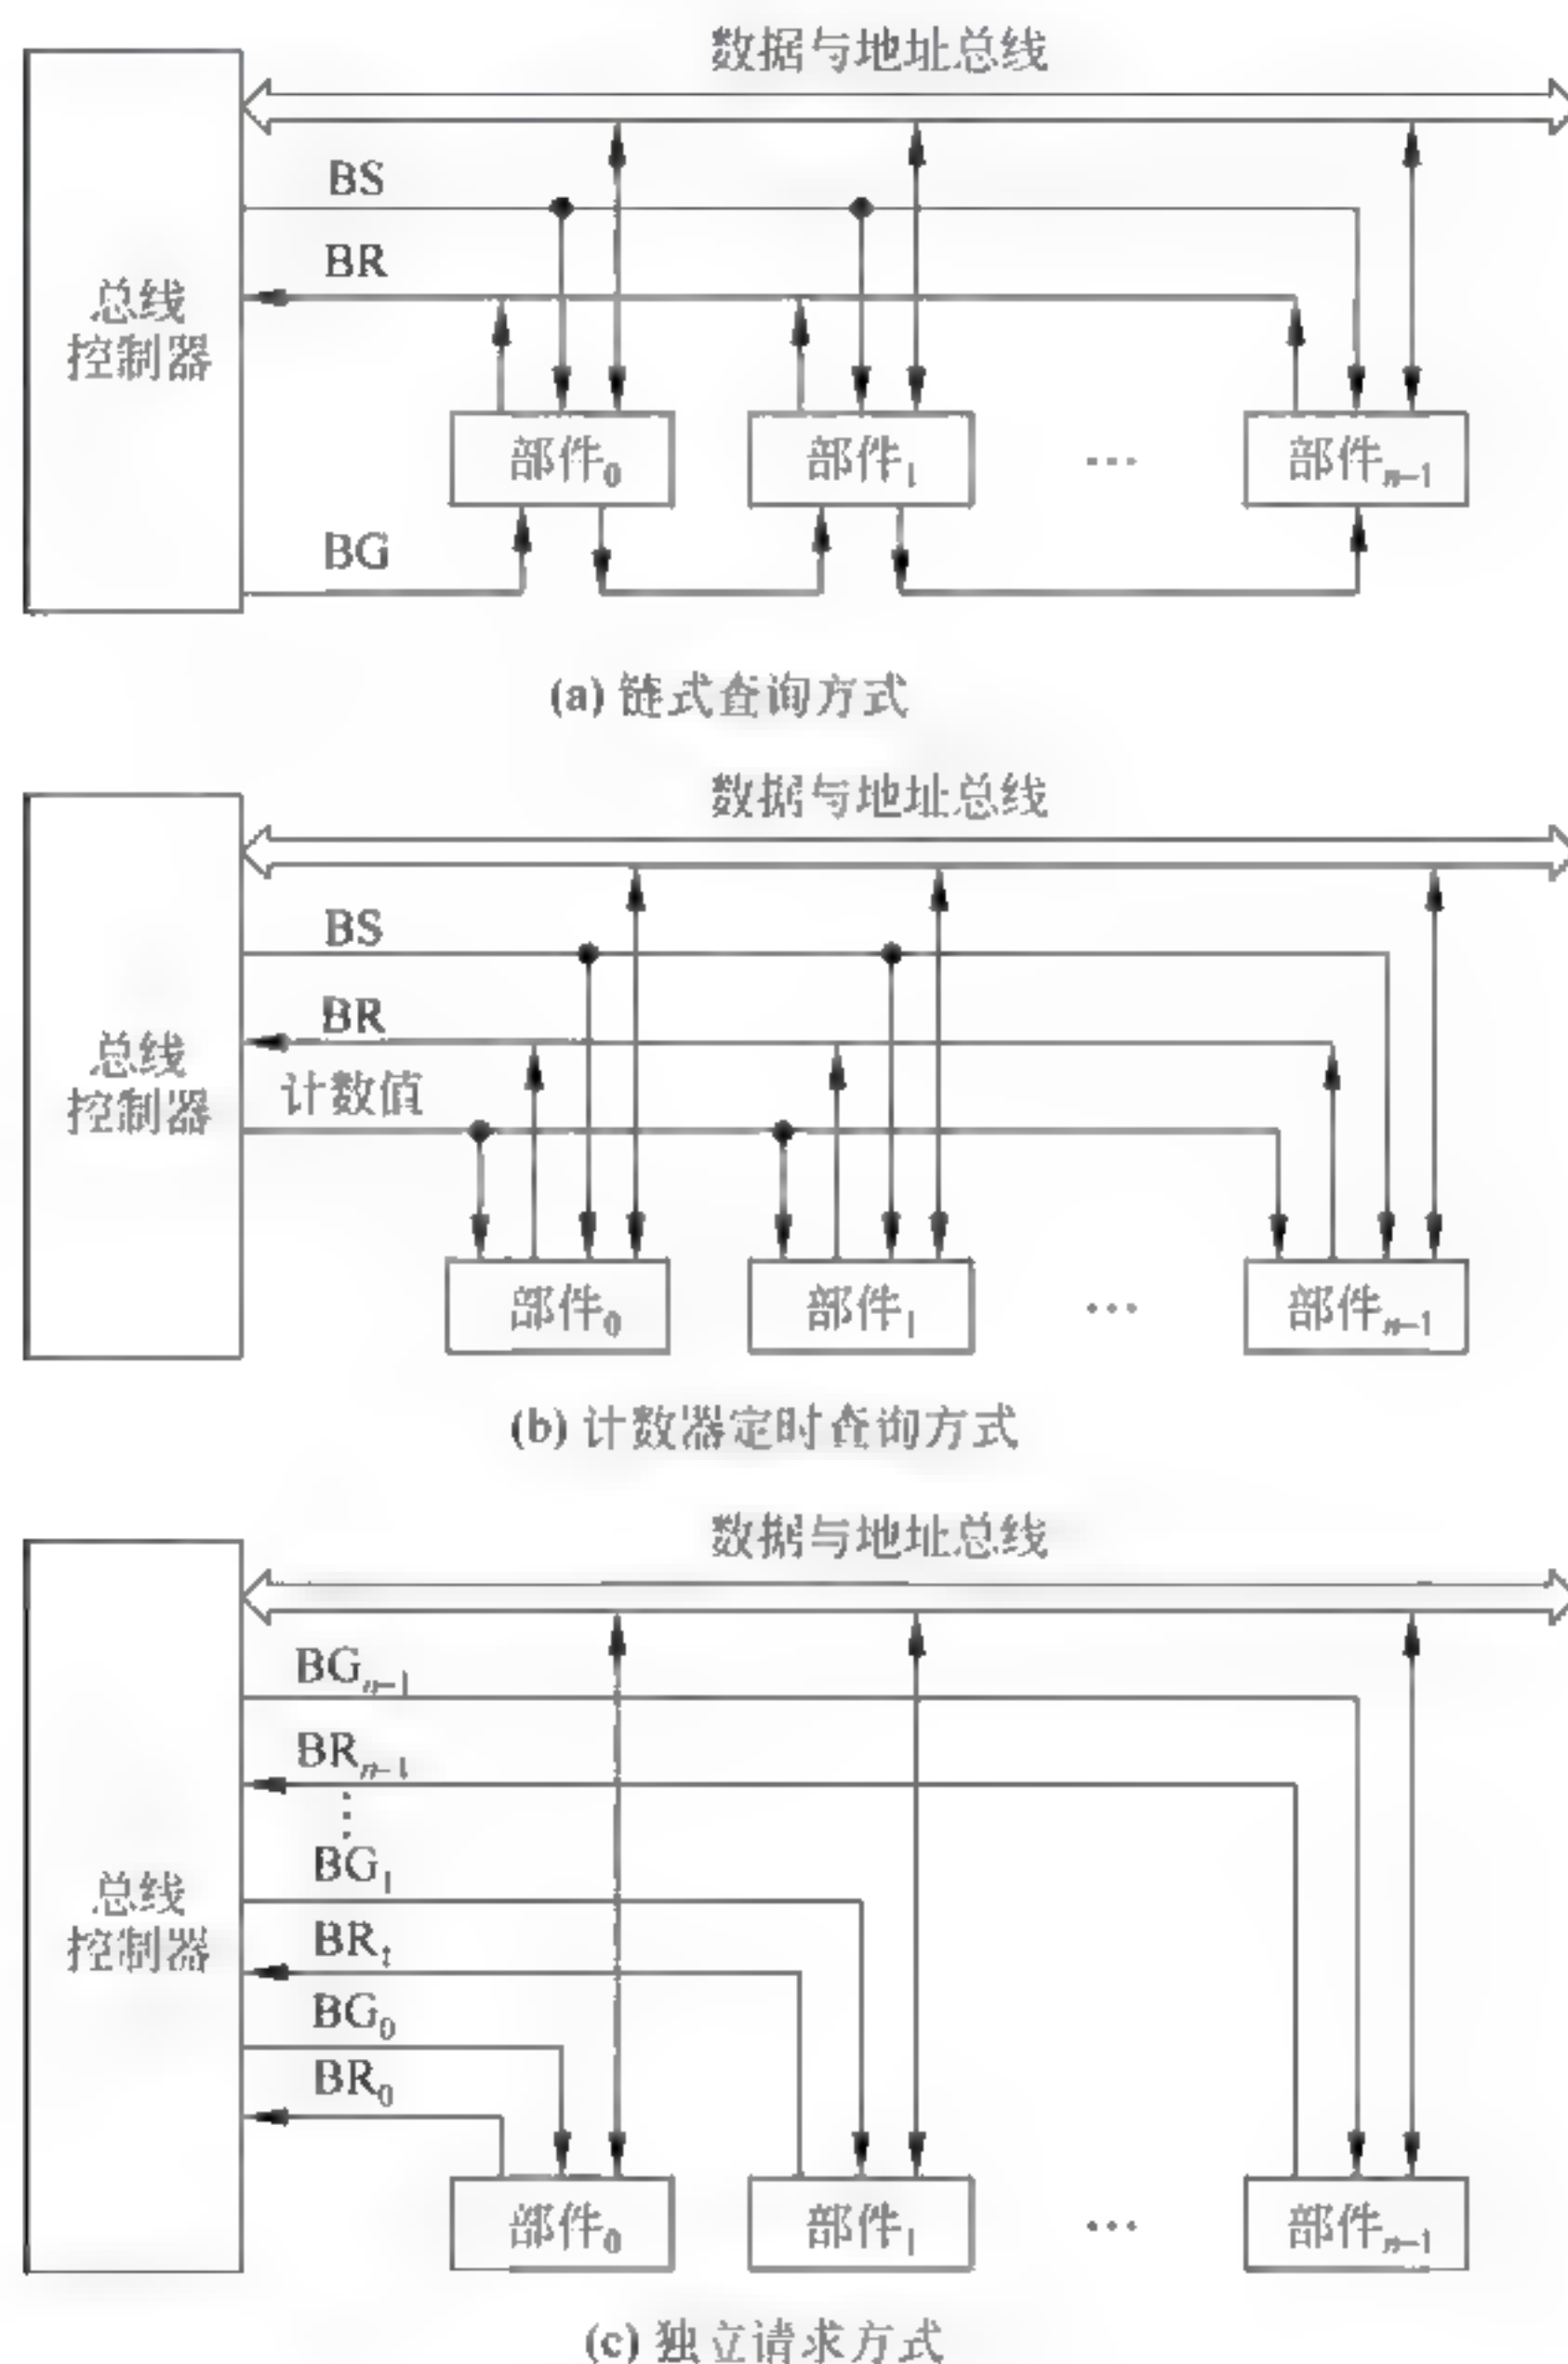 数据与地址总线
BS
BR
总线
控制器
部件0
部件1
…
部件n-1
BG
(a) 链式查询方式
数据与地址总线
BS
BR
总线
控制器
计数值
部件0
部件1
…
部件n-1
(b) 计数器定时查询方式
数据与地址总线
BGn-1
BRn-1
⋮
BG1
总线
控制器
BR1
BG0
BR0
部件0
部件1
…
部件n-1
(c) 独立请求方式